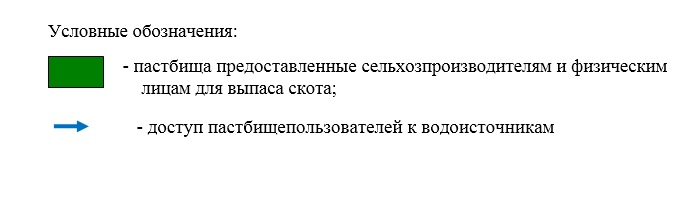 Условные обозначения:
- пастбища предоставленные сельхозпроизводителям и физическим
лицам для выпаса скота;
- доступ пастбищепользователей к водоисточникам